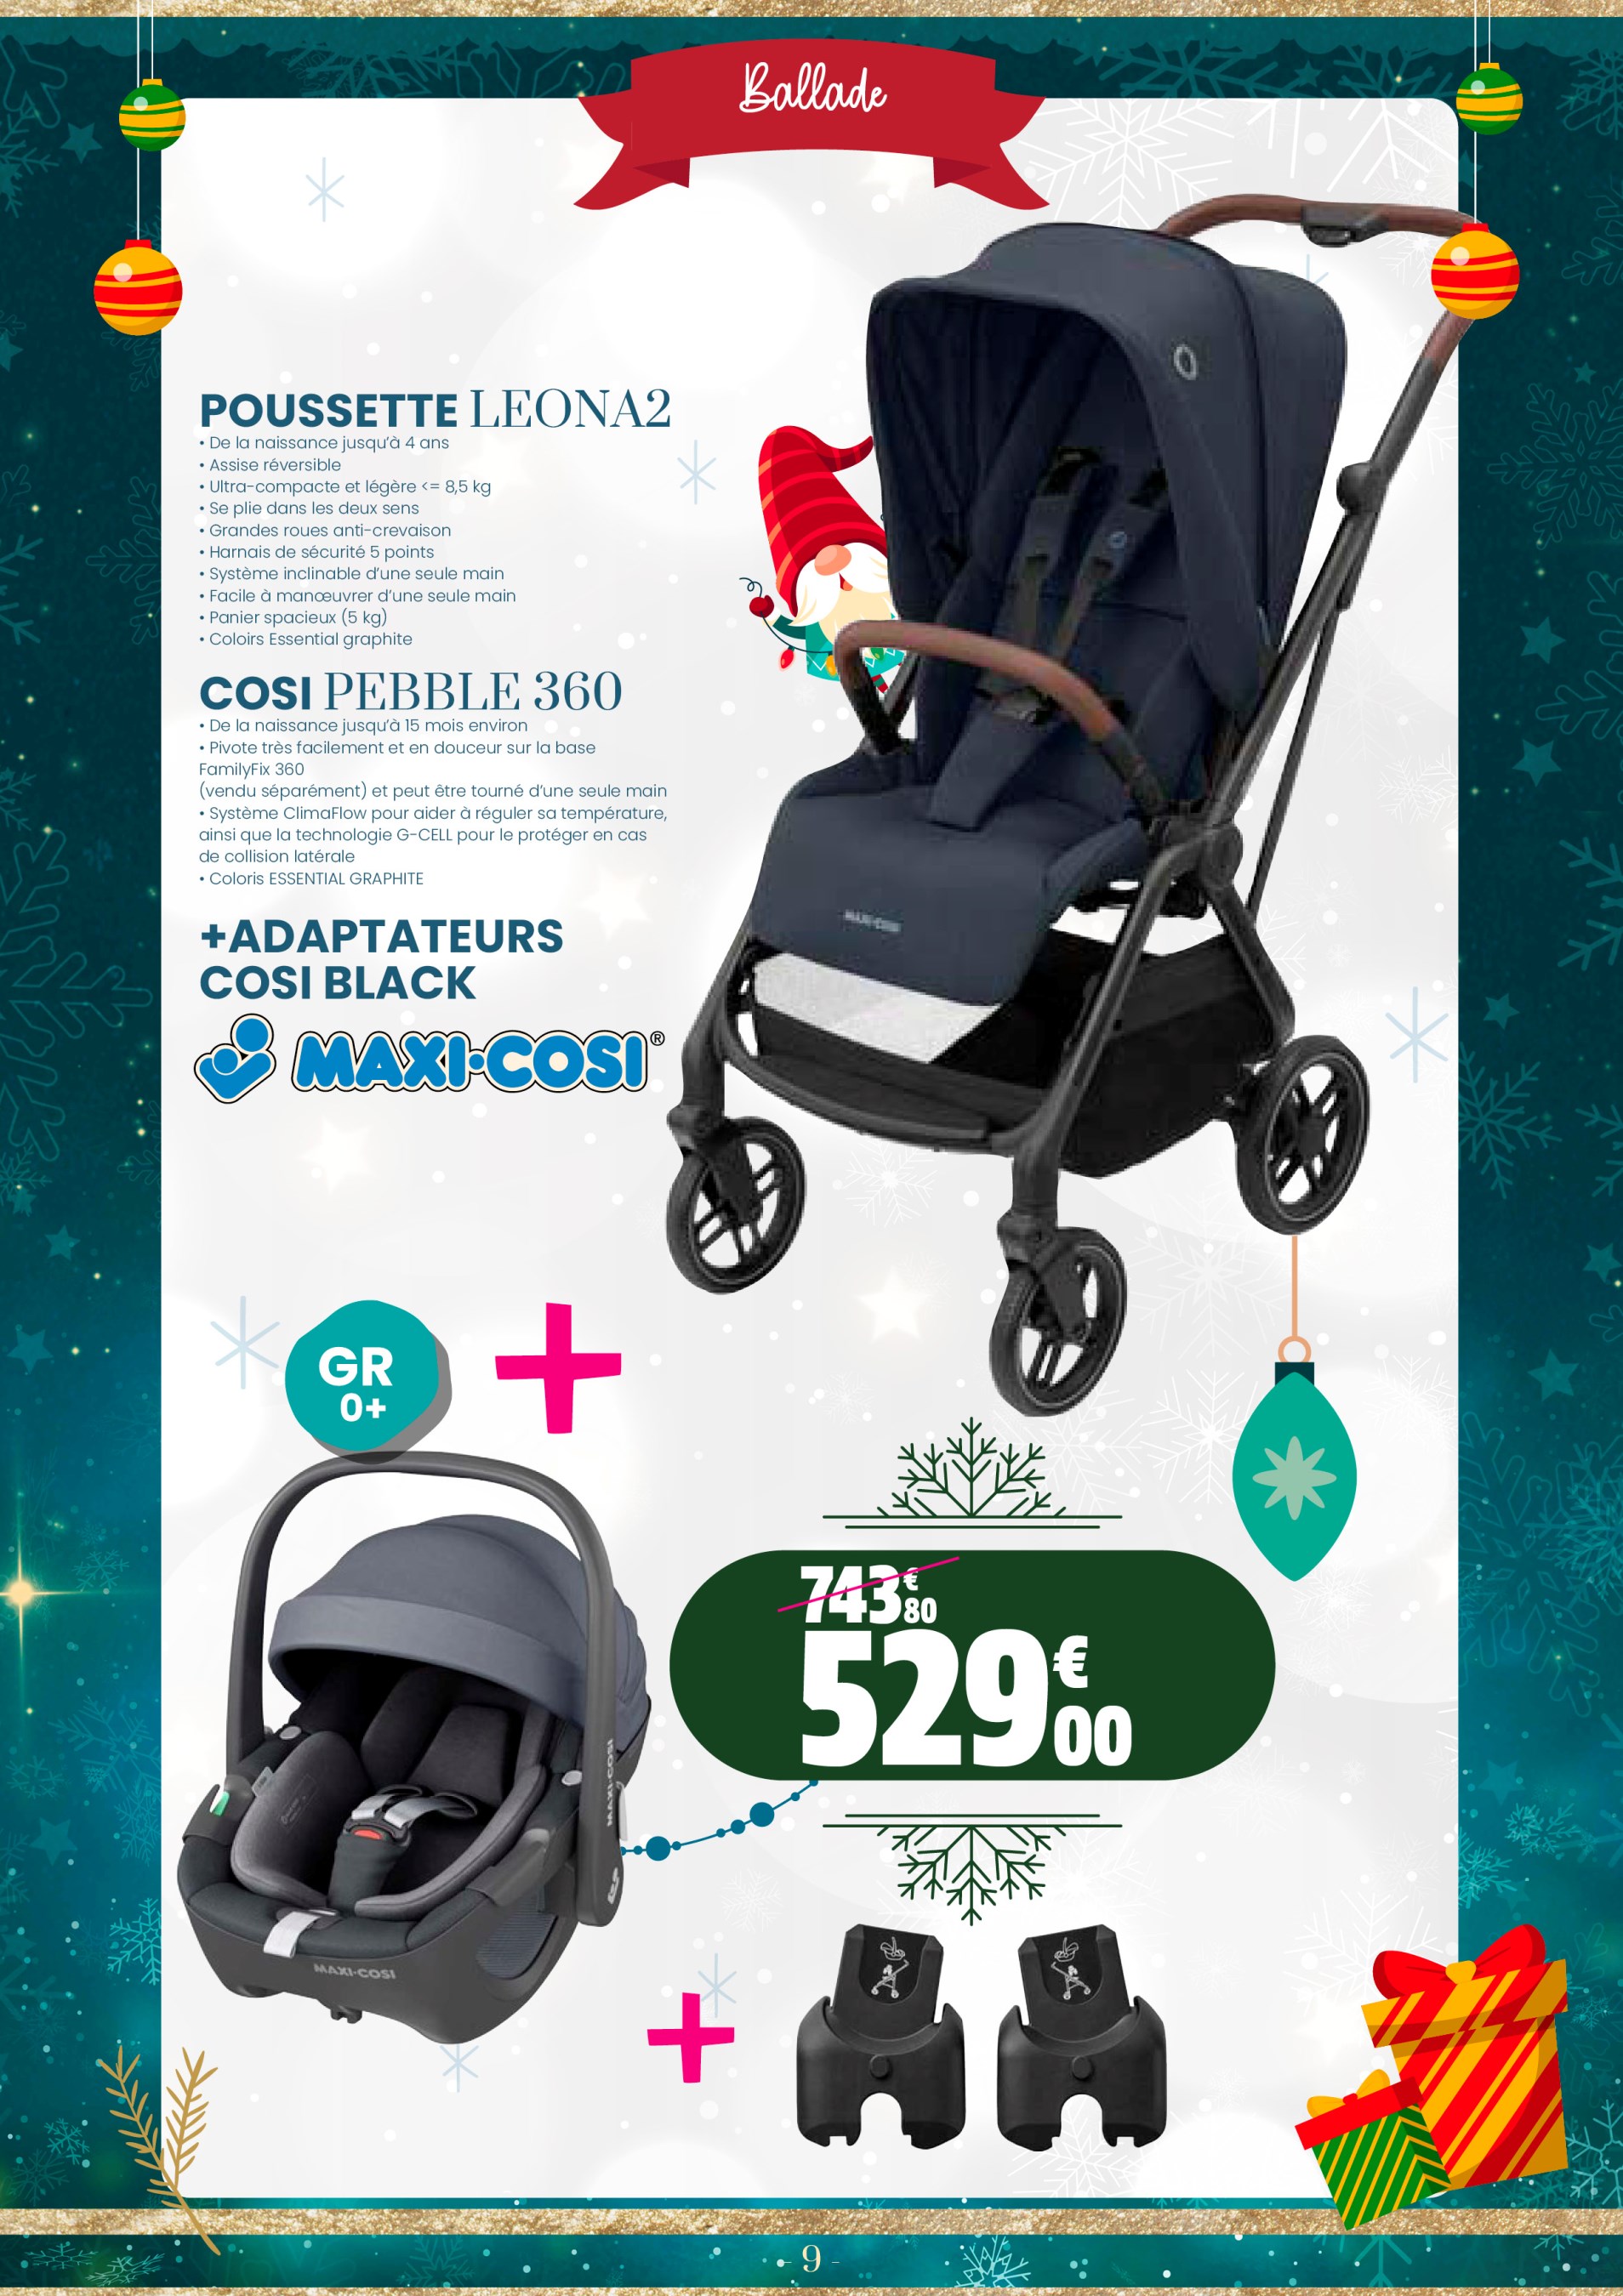 Ballade
POUSSETTE LEONA2
• De la naissance jusqu'à 4 ans
• Assise réversible
• Ultra-compacte et légère <= 8,5 kg
• Se plie dans les deux sens
• Grandes roues anti-crevaison
• Harnais de sécurité 5 points
• Système inclinable d'une seule main
• Facile à manœuvrer d'une seule main
• Panier spacieux (5 kg)
• Coloirs Essential graphite
COSI PEBBLE 360
• De la naissance jusqu'à 15 mois environ
• Pivote très facilement et en douceur sur la base
FamilyFix 360
(vendu séparément) et peut être tourné d'une seule main
• Système ClimaFlow pour aider à réguler sa température,
ainsi que la technologie G-CELL pour le protéger en cas
de collision latérale
• Coloris ESSENTIAL GRAPHITE
+ADAPTATEURS
COSI BLACK
MAXI·COSI®
MAXI-COSI
GR
0+
743€80
529€00
MAXI-COSI
MAXI-COSI
- 9 -